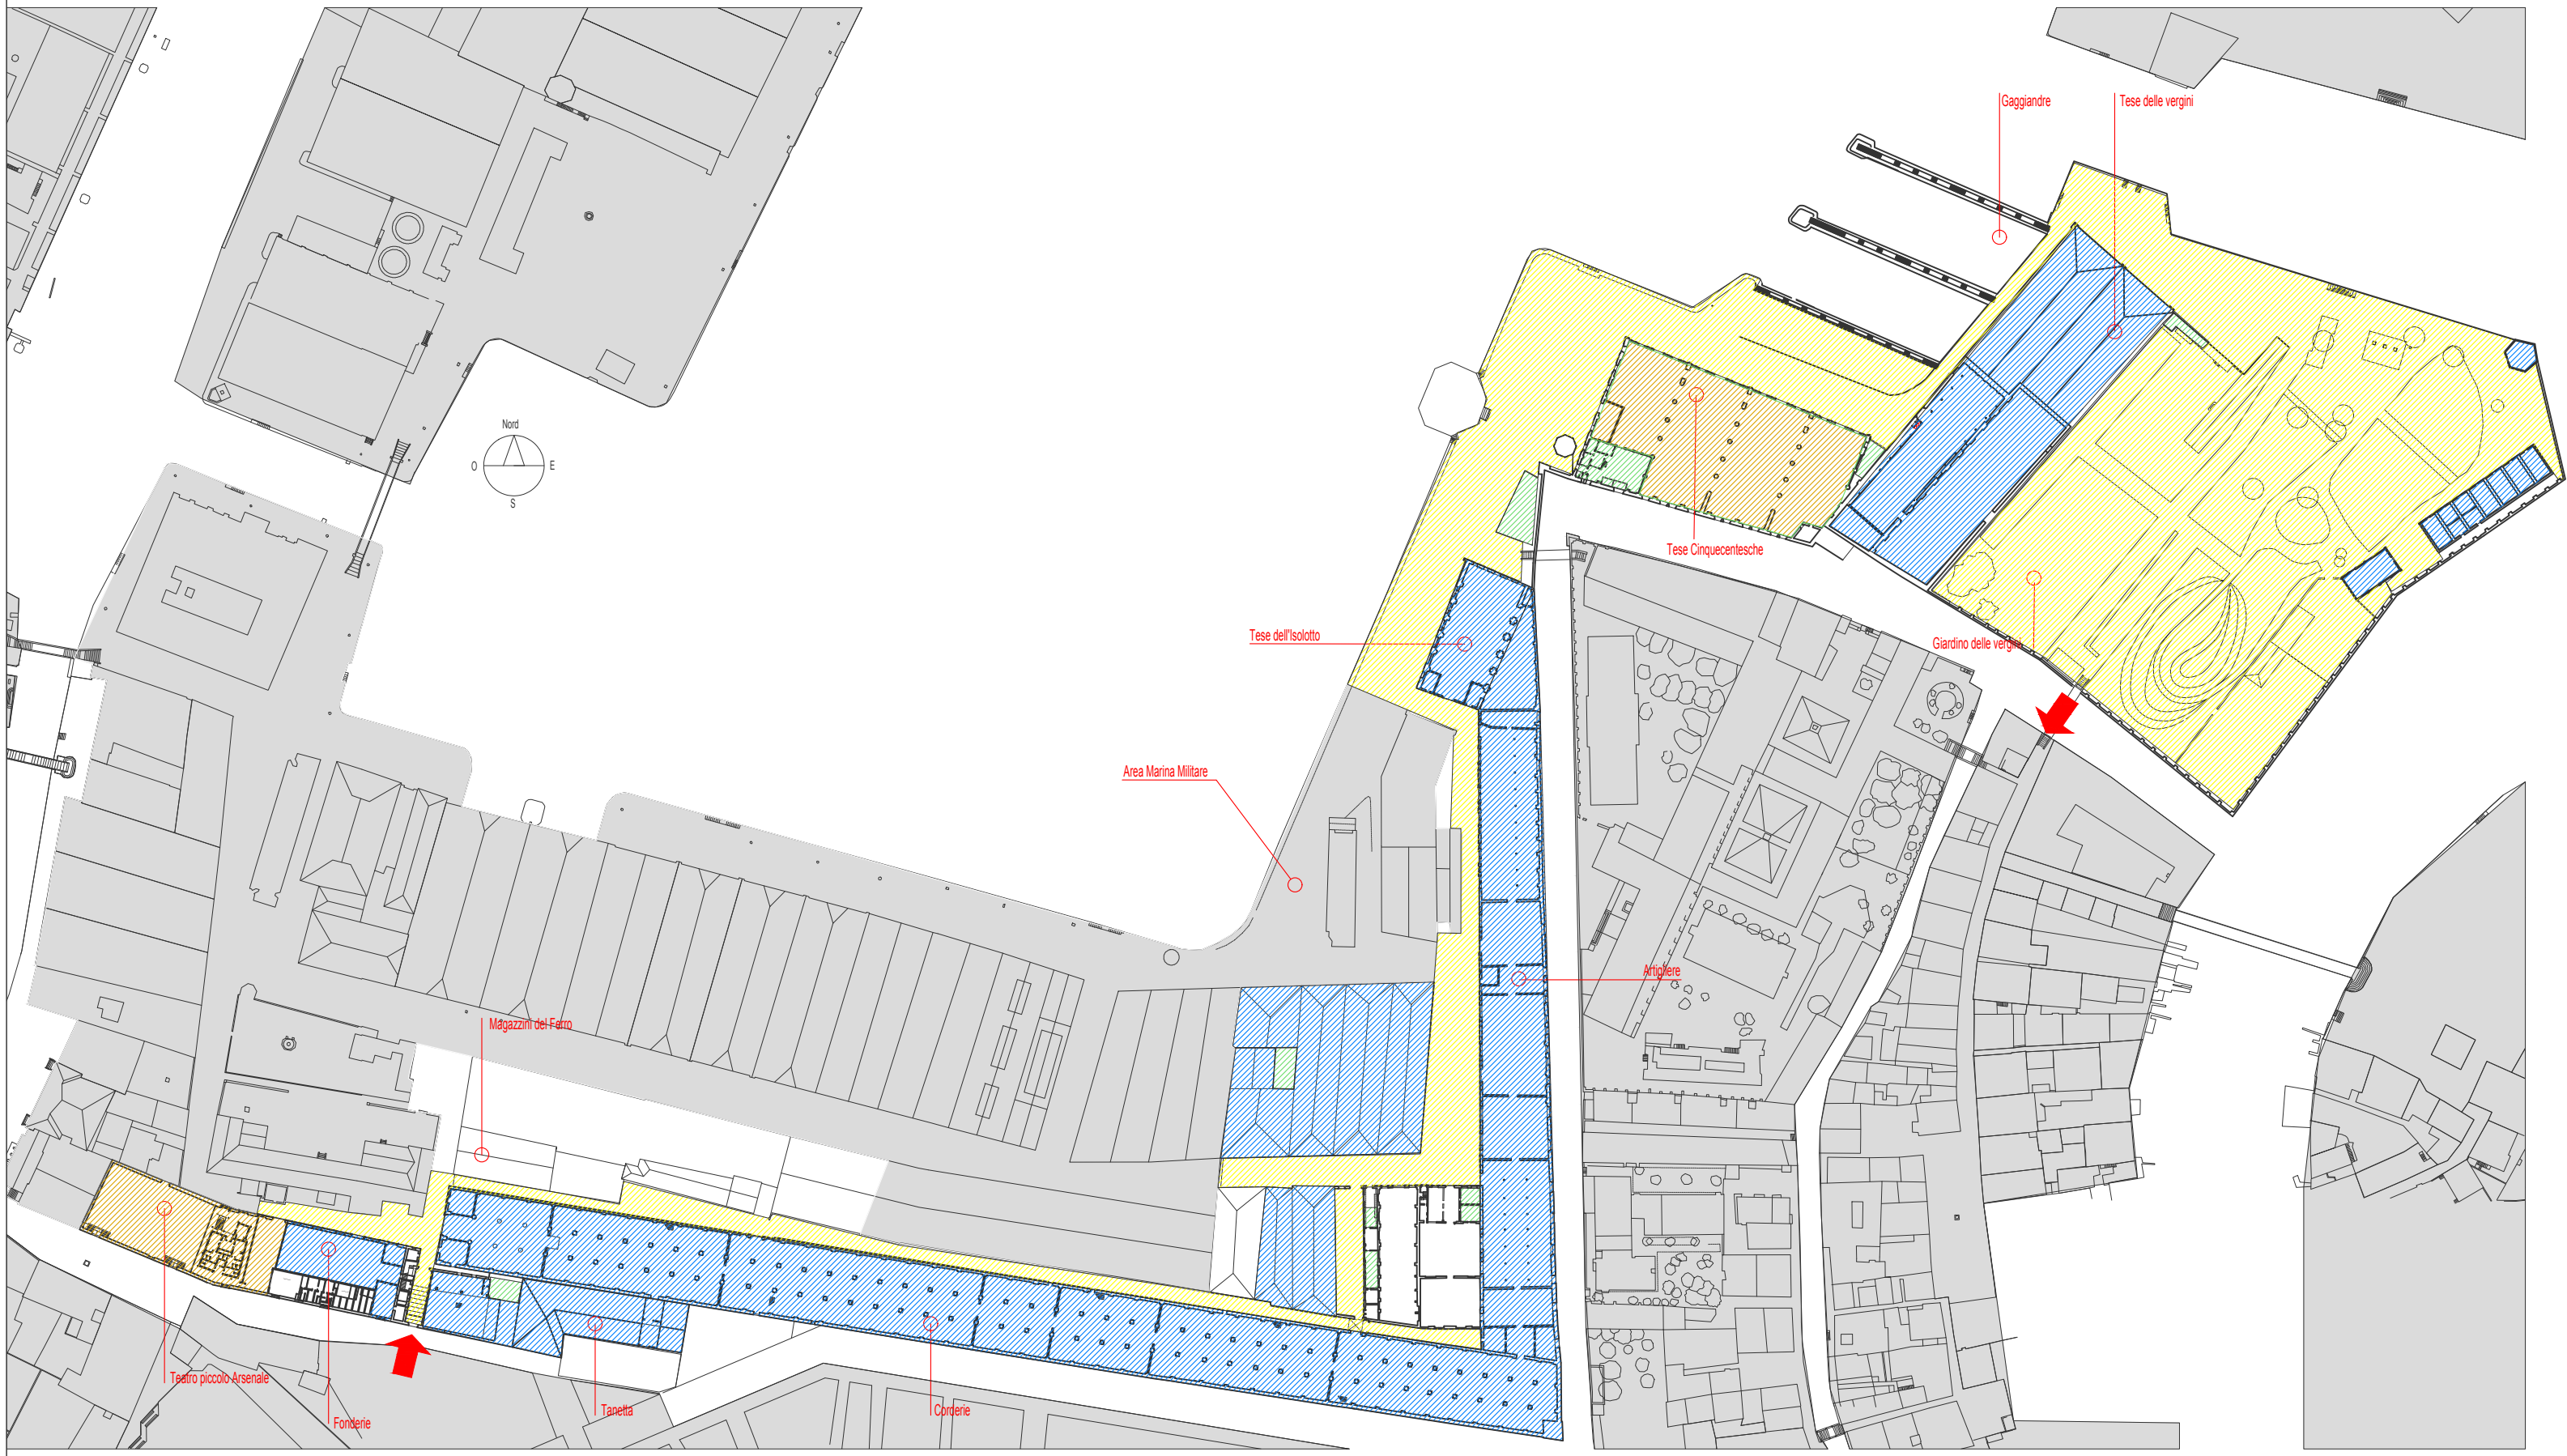 Gaggiandre
Tese delle vergini
Nord
O
E
S
Tese Cinquecentesche
Tese dell'Isolotto
Giardino delle vergini
Area Marina Militare
Artigliere
Magazzini del Ferro
Teatro piccolo Arsenale
Fonderie
Tanetta
Corderie